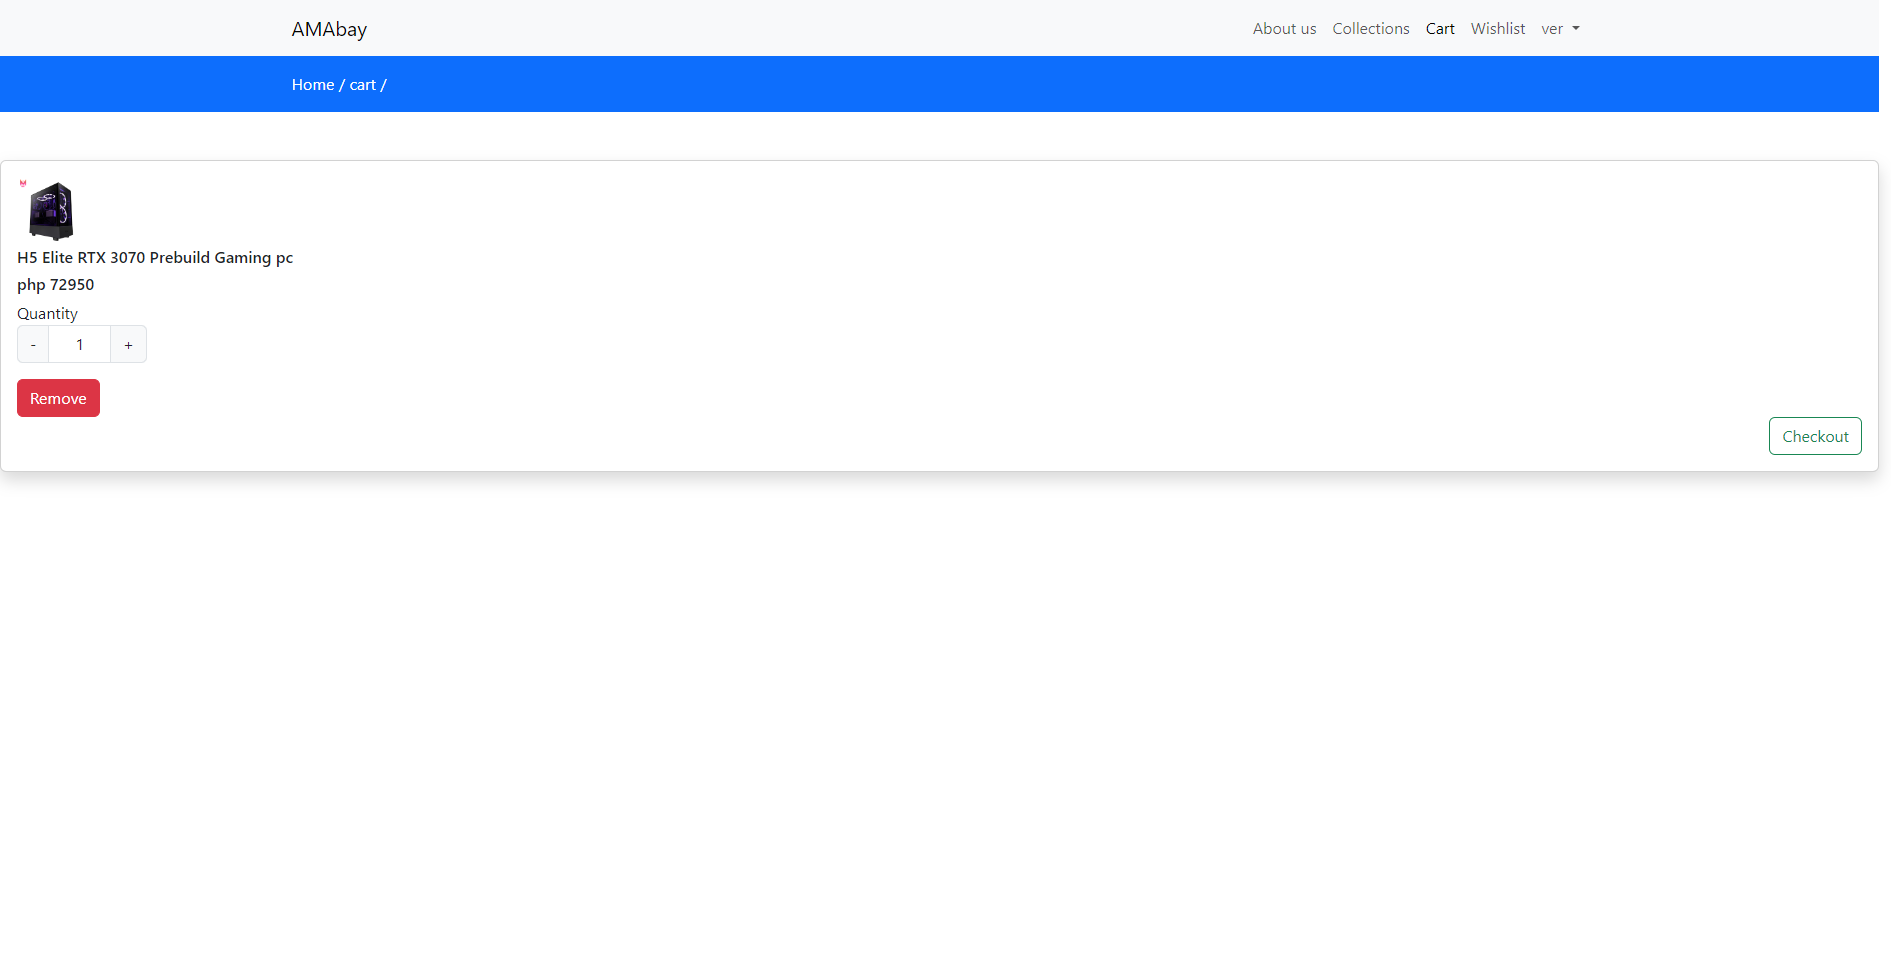 AMAbay
About us Collections Cart Wishlist ver
Home / cart /
H5 Elite RTX 3070 Prebuild Gaming pc
php 72950
Quantity
- 1 +
Remove
Checkout